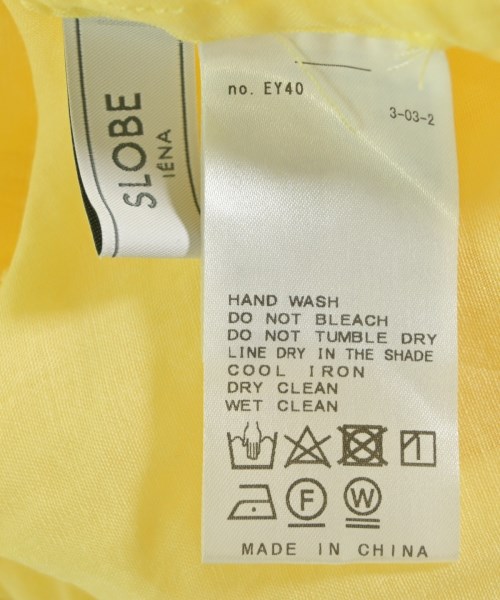 SLOBE
IÉNA
no. EY40
3-03-2
HAND WASH
DO NOT BLEACH
DO NOT TUMBLE DRY
LINE DRY IN THE SHADE
COOL IRON
DRY CLEAN
WET CLEAN
F W
MADE IN CHINA